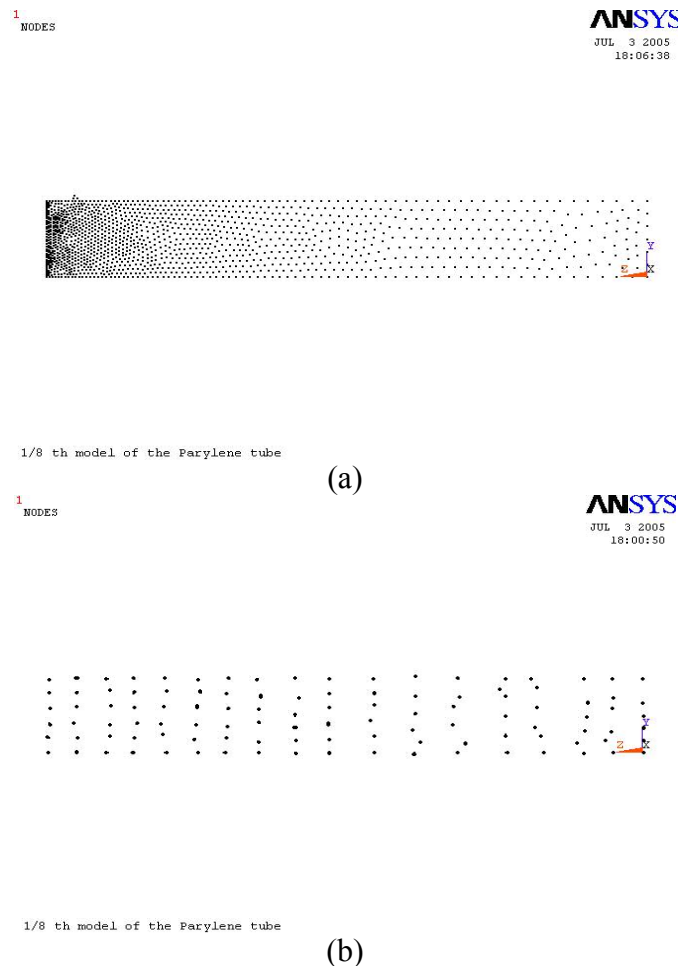 1
NODES
ANSYS
JUL 3 2005
18:06:38
Y
Z X
1/8 th model of the Parylene tube
(a)
1
NODES
ANSYS
JUL 3 2005
18:00:50
Y
Z X
1/8 th model of the Parylene tube
(b)